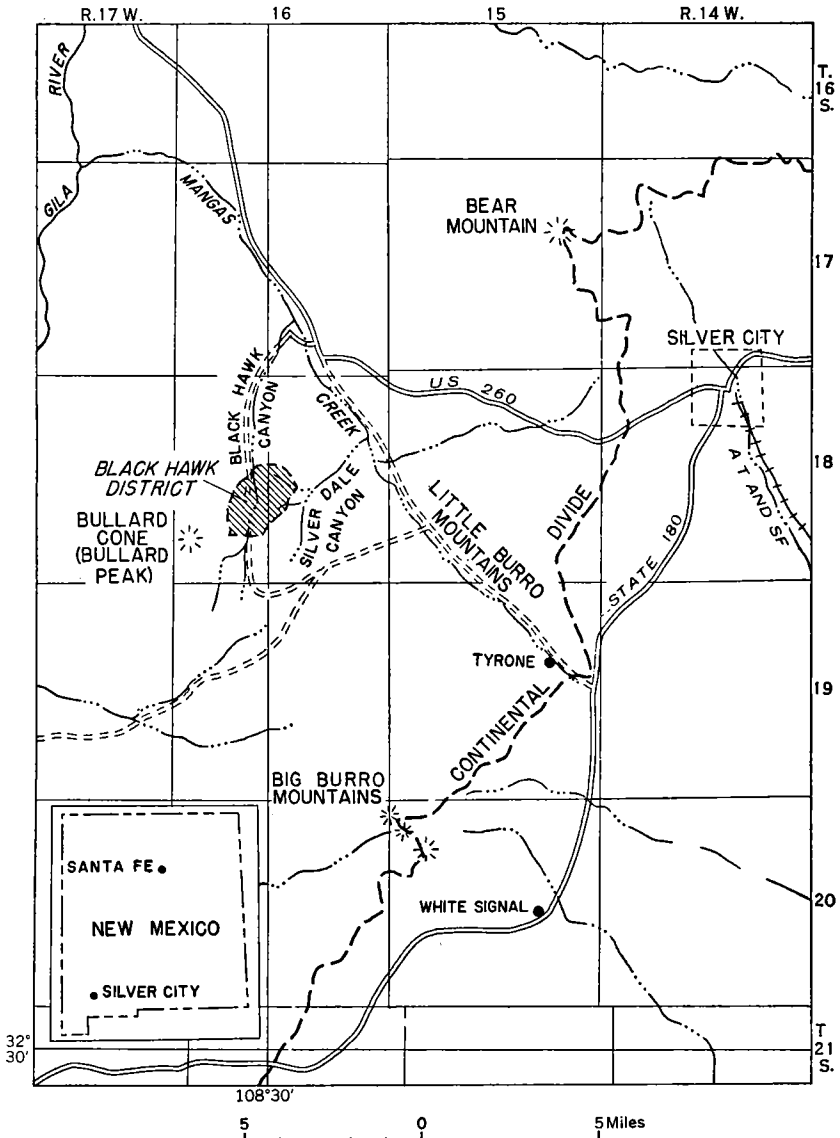 R.17 W.
16
15
R.14 W.
T.
16
S.
RIVER
GILA
MANGAS
BEAR
MOUNTAIN
17
SILVER CITY
US 260
BLACK HAWK
CANYON
CREEK
BLACK HAWK
DISTRICT
SILVER DALE
CANYON
BULLARD
CONE
(BULLARD
PEAK)
LITTLE BURRO
MOUNTAINS
DIVIDE
STATE 180
A T AND SF
18
TYRONE
19
CONTINENTAL
BIG BURRO
MOUNTAINS
SANTA FE
NEW MEXICO
SILVER CITY
WHITE SIGNAL
20
32°
30'
T
21
S.
108°30'
5
0
5 Miles